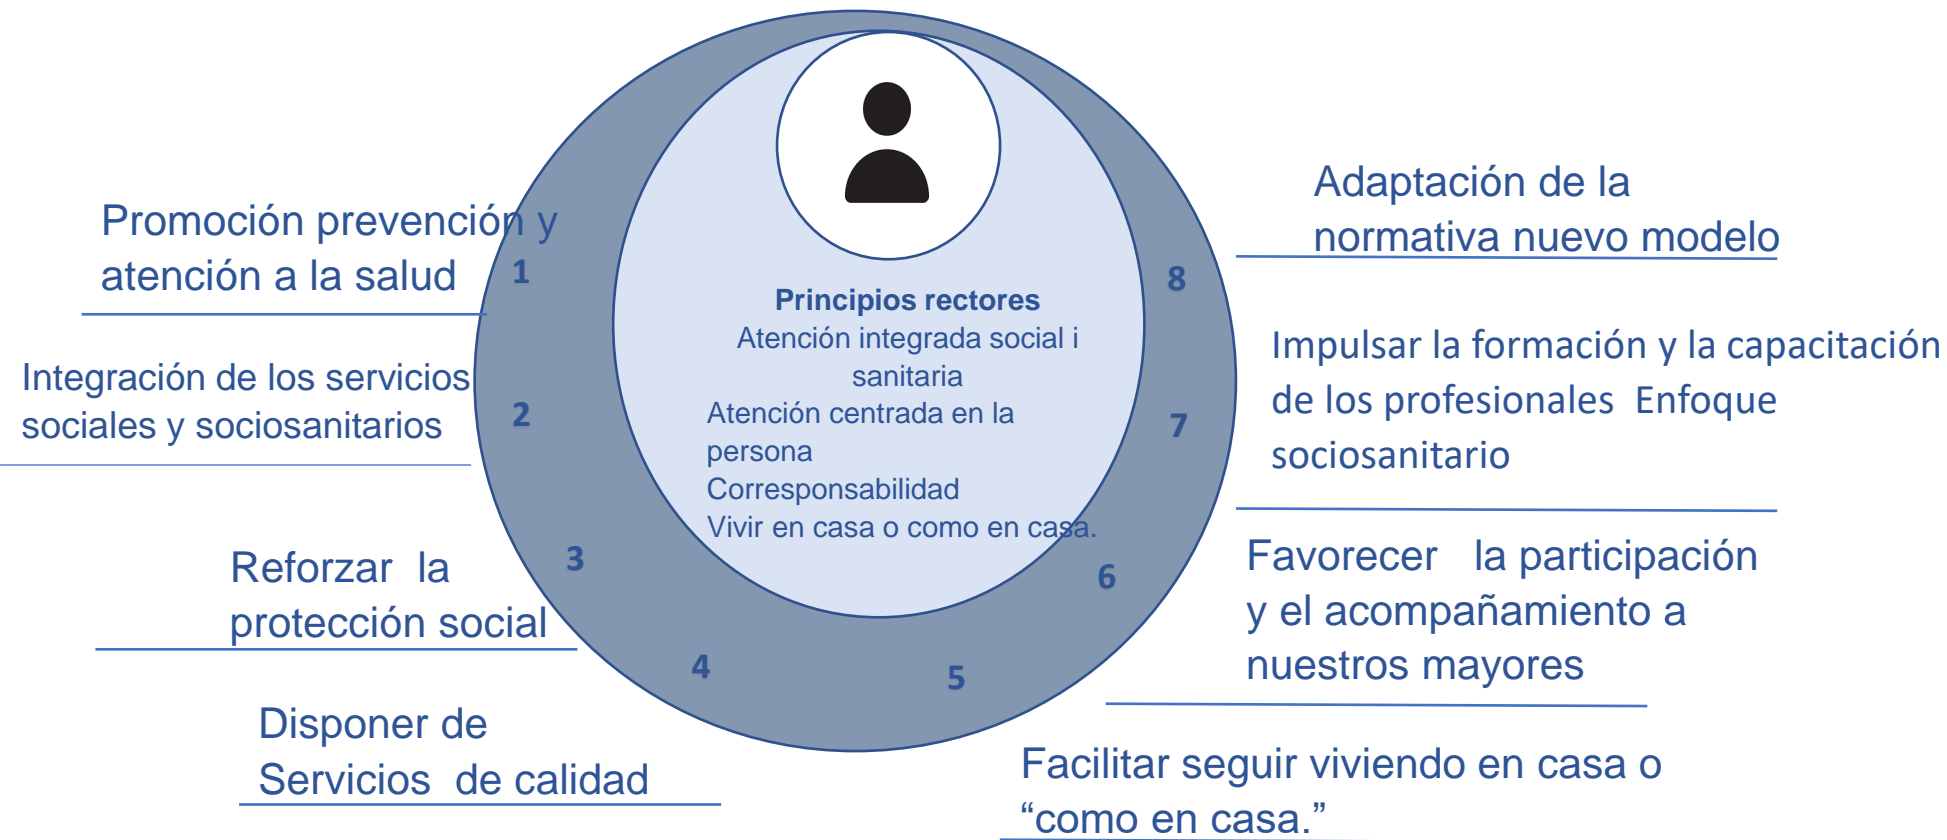 Promoción prevención y
atención a la salud
1
Integración de los servicios
sociales y sociosanitarios
2
Reforzar la
protección social
3
Disponer de
Servicios de calidad
4
Principios rectores
Atención integrada social i
sanitaria
Atención centrada en la
persona
Corresponsabilidad
Vivir en casa o como en casa.
5
Facilitar seguir viviendo en casa o
“como en casa.”
6
Favorecer la participación
y el acompañamiento a
nuestros mayores
7
Impulsar la formación y la capacitación
de los profesionales Enfoque
sociosanitario
8
Adaptación de la
normativa nuevo modelo